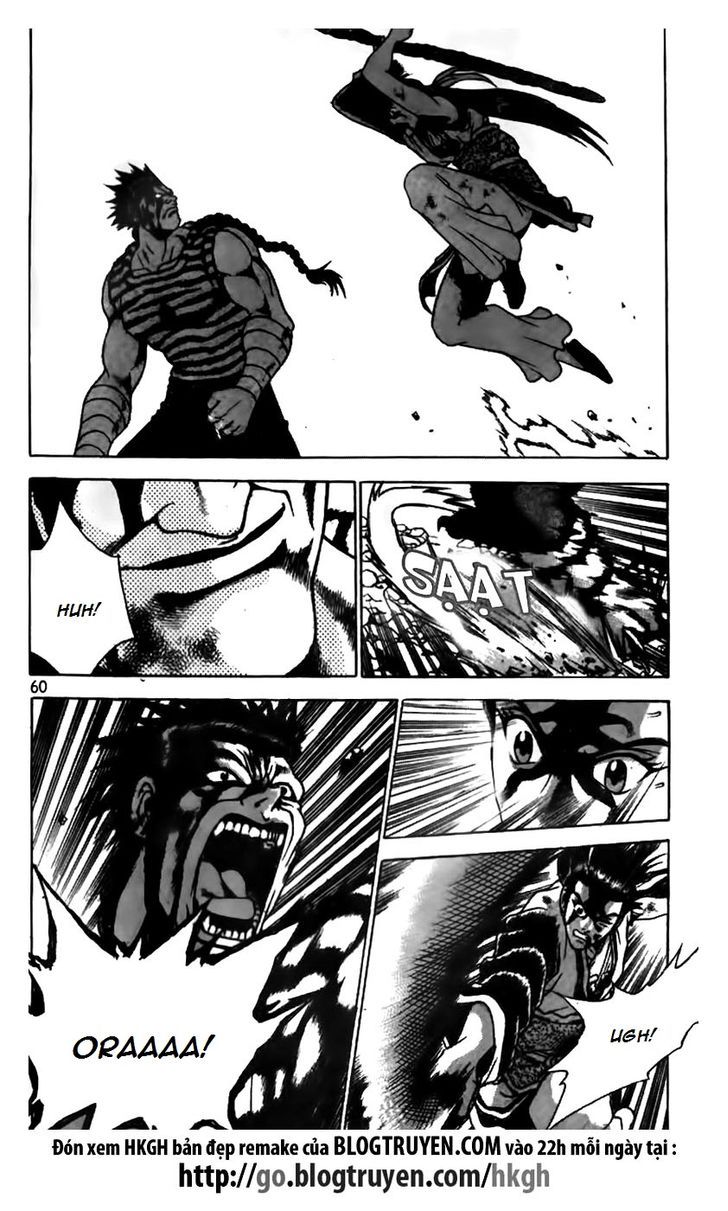 HUH!
SẠẠT
60
ORAAAA!
UGH!
Đón xem HKGH bản đẹp remake của BLOGTRUYEN.COM vào 22h mỗi ngày tại :
http://go.blogtruyen.com/hkgh